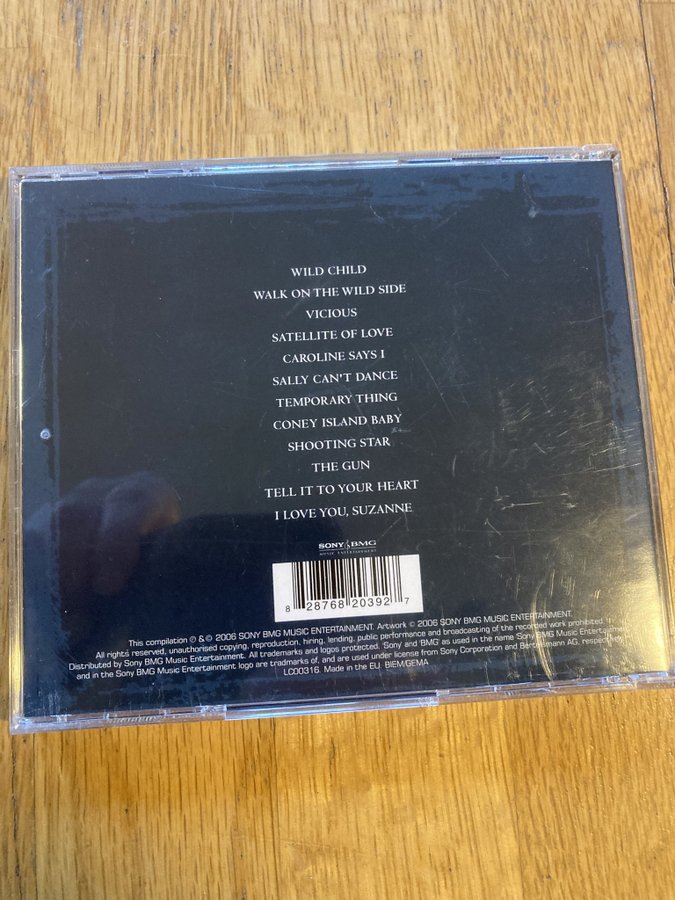 WILD CHILD
WALK ON THE WILD SIDE
VICIOUS
SATELLITE OF LOVE
CAROLINE SAYS I
SALLY CAN'T DANCE
TEMPORARY THING
CONEY ISLAND BABY
SHOOTING STAR
THE GUN
TELL IT TO YOUR HEART
I LOVE YOU, SUZANNE
SONY BMG
MUSIC ENTERTAINMENT
8 28768 20392 7
This compilation ℗ & © 2006 SONY BMG MUSIC ENTERTAINMENT. Artwork © 2006 SONY BMG MUSIC ENTERTAINMENT.
All rights reserved, unauthorised copying, reproduction, hiring, lending, public performance and broadcasting of the recorded work prohibited.
Distributed by Sony BMG Music Entertainment. All trademarks and logos protected. 'Sony' and 'BMG' as used in the name 'Sony BMG Music Entertainment'
and in the Sony BMG Music Entertainment logo are trademarks of, and are used under license from Sony Corporation and Bertelsmann AG, respectively.
LC00316. Made in the EU. BIEM/GEMA